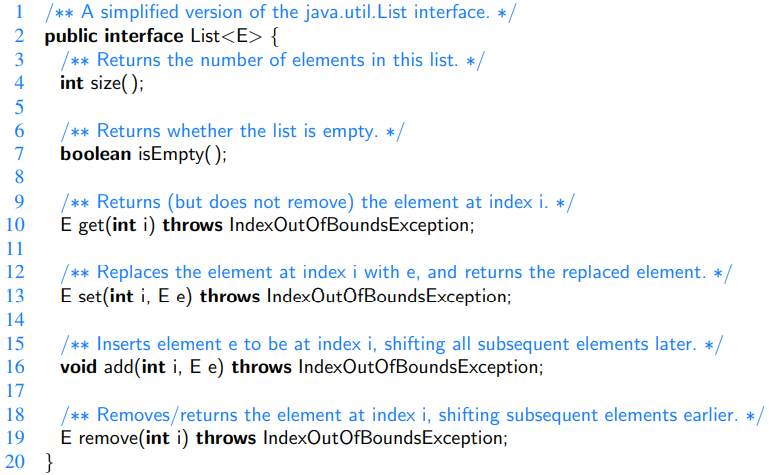 1 /** A simplified version of the java.util.List interface. */
2 public interface List<E> {
3 /** Returns the number of elements in this list. */
4 int size( );
5
6 /** Returns whether the list is empty. */
7 boolean isEmpty( );
8
9 /** Returns (but does not remove) the element at index i. */
10 E get(int i) throws IndexOutOfBoundsException;
11
12 /** Replaces the element at index i with e, and returns the replaced element. */
13 E set(int i, E e) throws IndexOutOfBoundsException;
14
15 /** Inserts element e to be at index i, shifting all subsequent elements later. */
16 void add(int i, E e) throws IndexOutOfBoundsException;
17
18 /** Removes/returns the element at index i, shifting subsequent elements earlier. */
19 E remove(int i) throws IndexOutOfBoundsException;
20 }